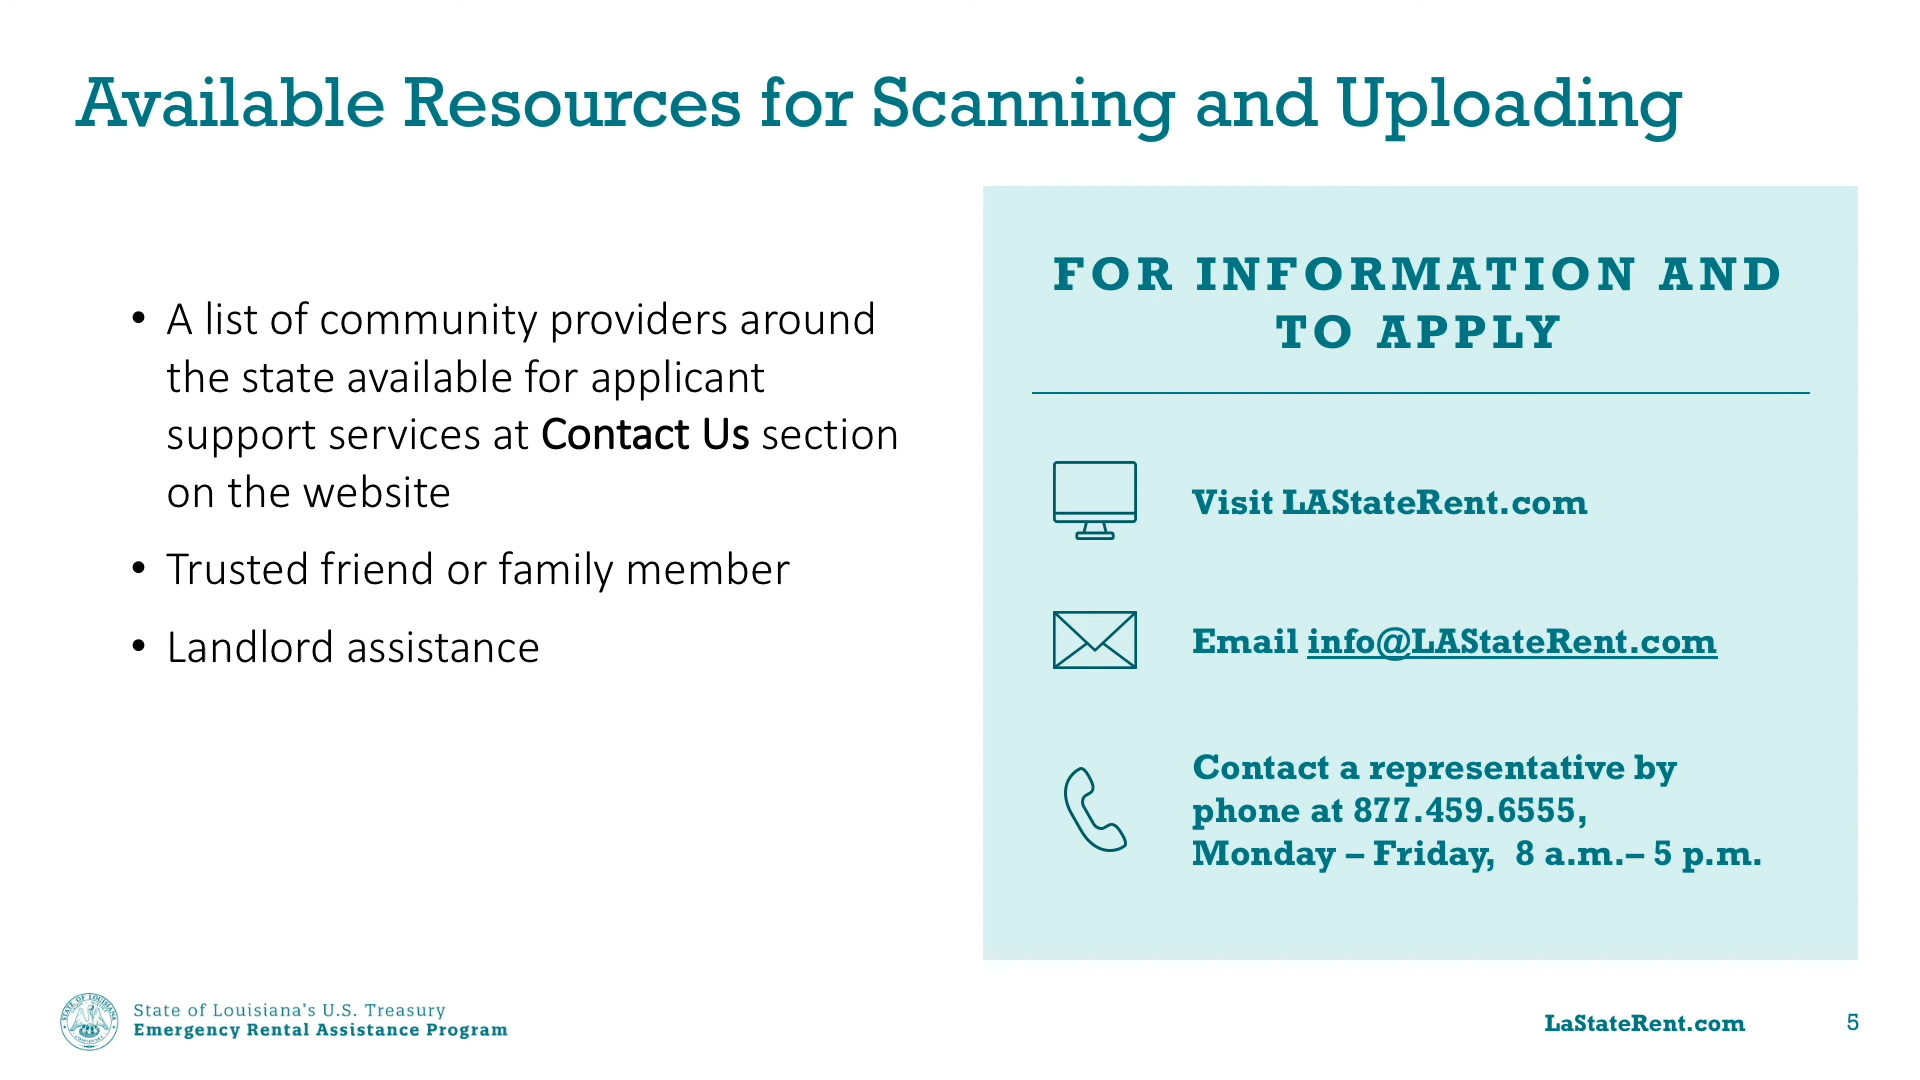 Available Resources for Scanning and Uploading
• A list of community providers around
the state available for applicant
support services at Contact Us section
on the website
• Trusted friend or family member
• Landlord assistance
FOR INFORMATION AND
TO APPLY
Visit LAStateRent.com
Email info@LAStateRent.com
Contact a representative by
phone at 877.459.6555,
Monday – Friday,  8 a.m.– 5 p.m.
State of Louisiana's U.S. Treasury
Emergency Rental Assistance Program
LaStateRent.com
5